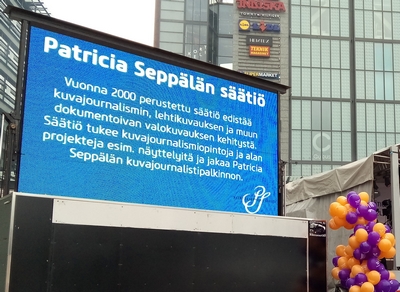 Patricia Seppälän säätiö
Vuonna 2000 perustettu säätiö edistää
kuvajournalismin, lehtikuvauksen ja muun
dokumentoivan valokuvauksen kehitystä.
Säätiö tukee kuvajournalismiopintoja ja alan
projekteja esim. näyttelyitä ja jakaa Patricia
Seppälän kuvajournalistipalkinnon.